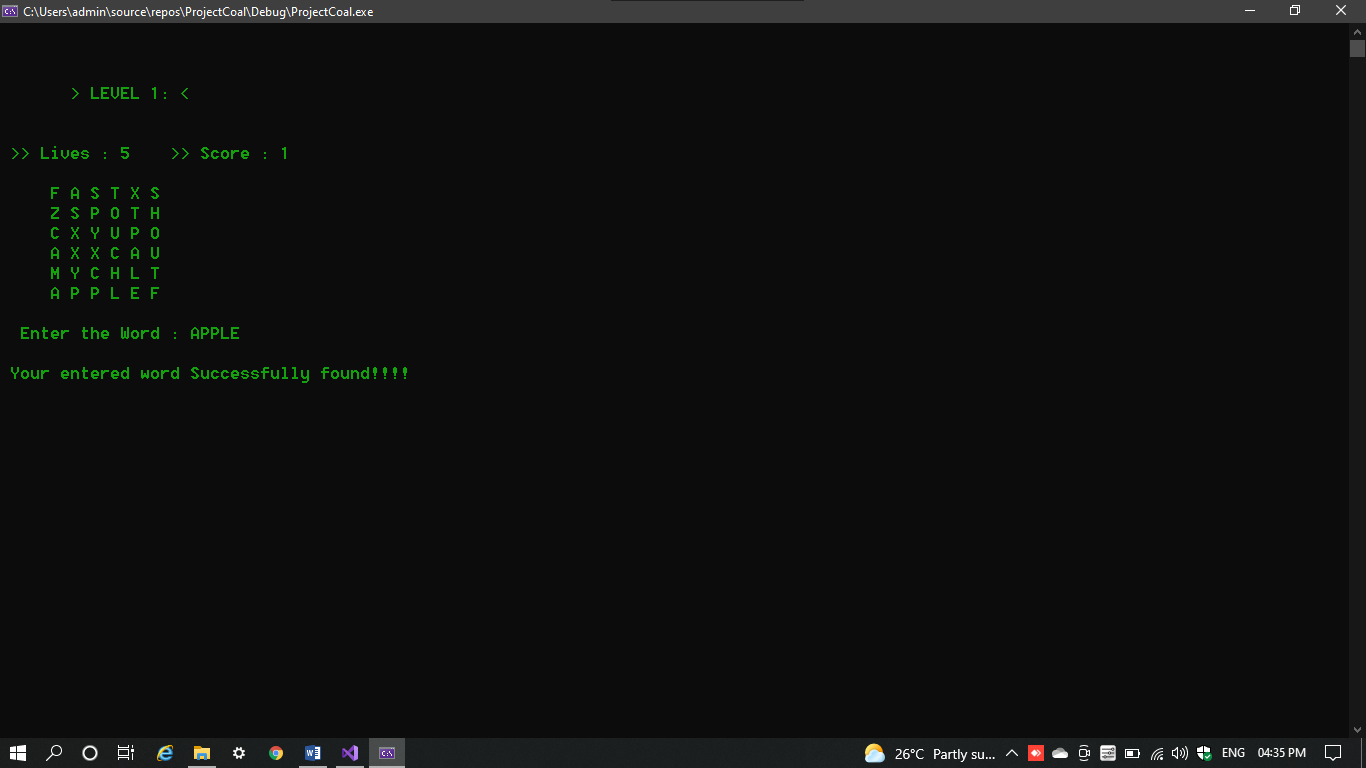 C:\Users\admin\source\repos\ProjectCoal\Debug\ProjectCoal.exe
> LEVEL 1: <
>> Lives : 5    >> Score : 1
F A S T X S
Z S P O T H
C X Y U P O
A X X C A U
M Y C H L T
A P P L E F
Enter the Word : APPLE
Your entered word Successfully found!!!!
26°C Partly su... ENG 04:35 PM